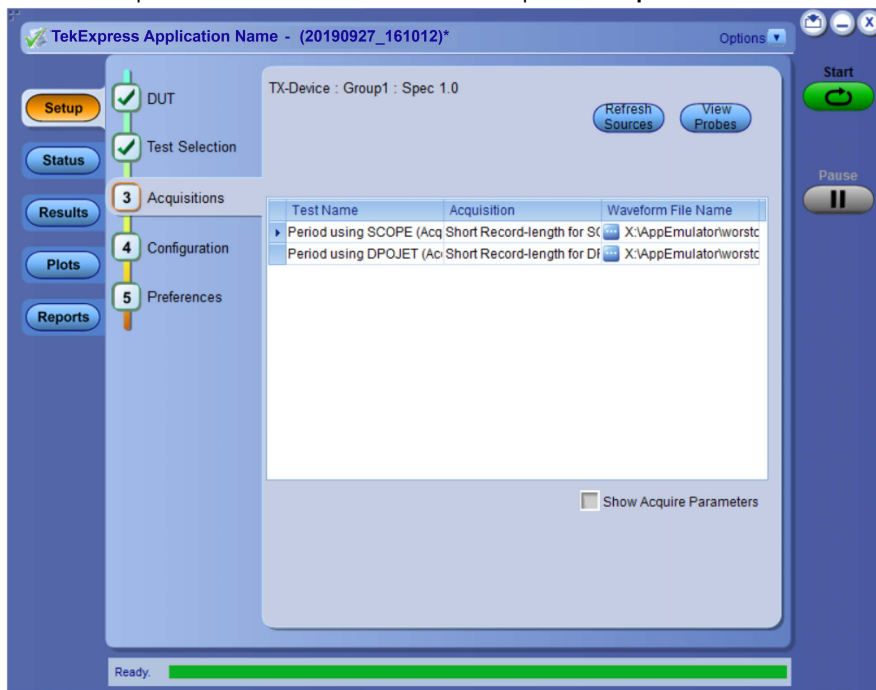 TekExpress Application Name - (20190927_161012)*
Options
Start
Setup
DUT
TX-Device : Group1 : Spec 1.0
Refresh Sources
View Probes
Status
Test Selection
Pause
Results
3 Acquisitions
Test Name Acquisition Waveform File Name
Period using SCOPE (Acq Short Record-length for S( X:\AppEmulator\worstc
Plots
4 Configuration
Period using DPOJET (Ac Short Record-length for D X:\AppEmulator\worstc
5 Preferences
Reports
Show Acquire Parameters
Ready.